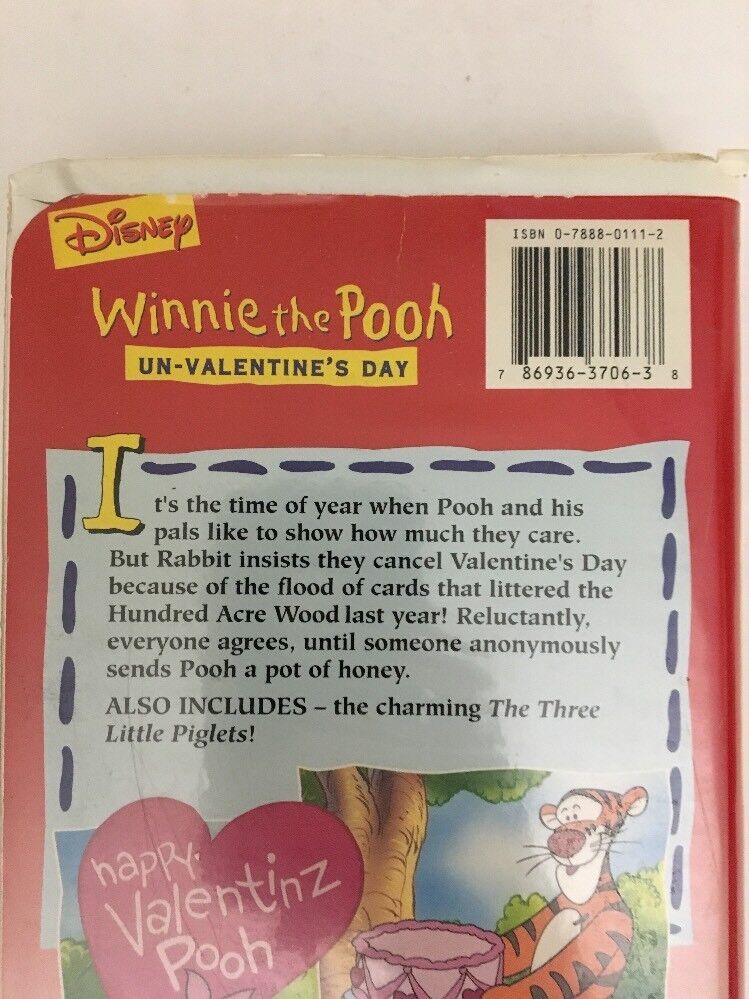 Disney
Winnie the Pooh
UN-VALENTINE'S DAY
ISBN 0-7888-0111-2
7 86936-3706-3 8
It's the time of year when Pooh and his
pals like to show how much they care.
But Rabbit insists they cancel Valentine's Day
because of the flood of cards that littered the
Hundred Acre Wood last year! Reluctantly,
everyone agrees, until someone anonymously
sends Pooh a pot of honey.
ALSO INCLUDES – the charming The Three
Little Piglets!
happy
Valentinz
Pooh